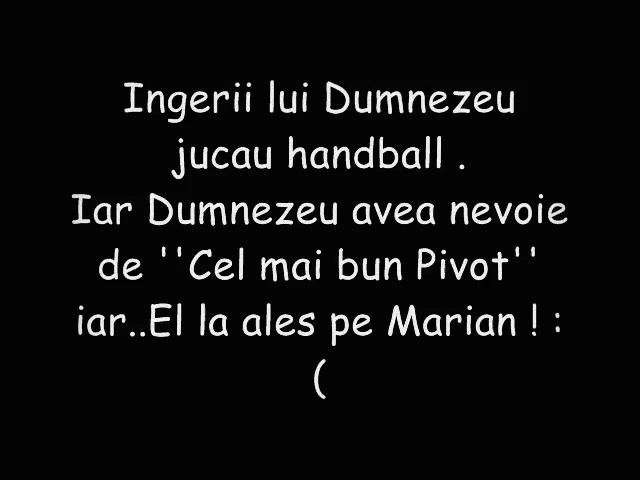 Ingerii lui Dumnezeu
jucau handball .
Iar Dumnezeu avea nevoie
de ''Cel mai bun Pivot''
iar..El la ales pe Marian ! :
(